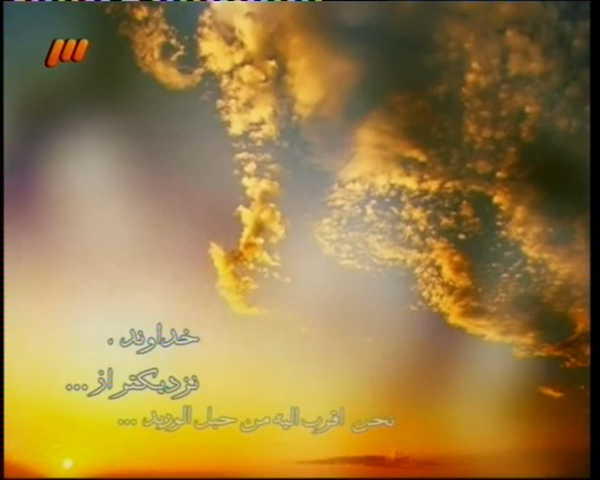 خداوند ،
نزدیکتر از ...
نحن اقرب الیه من حبل الورید ...